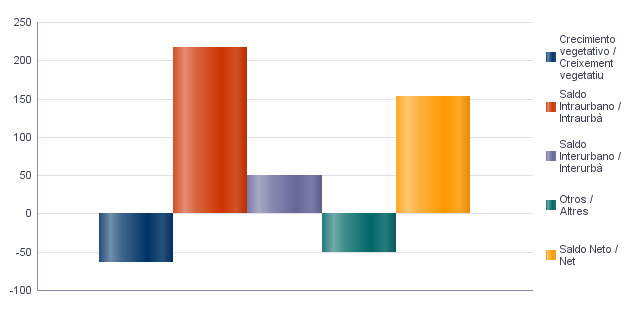 250
200
150
100
50
0
-50
-100
Crecimiento
vegetativo /
Creixement
vegetatiu
Saldo
Intraurbano /
Intraurbà
Saldo
Interurbano /
Interurbà
Otros /
Altres
Saldo Neto /
Net